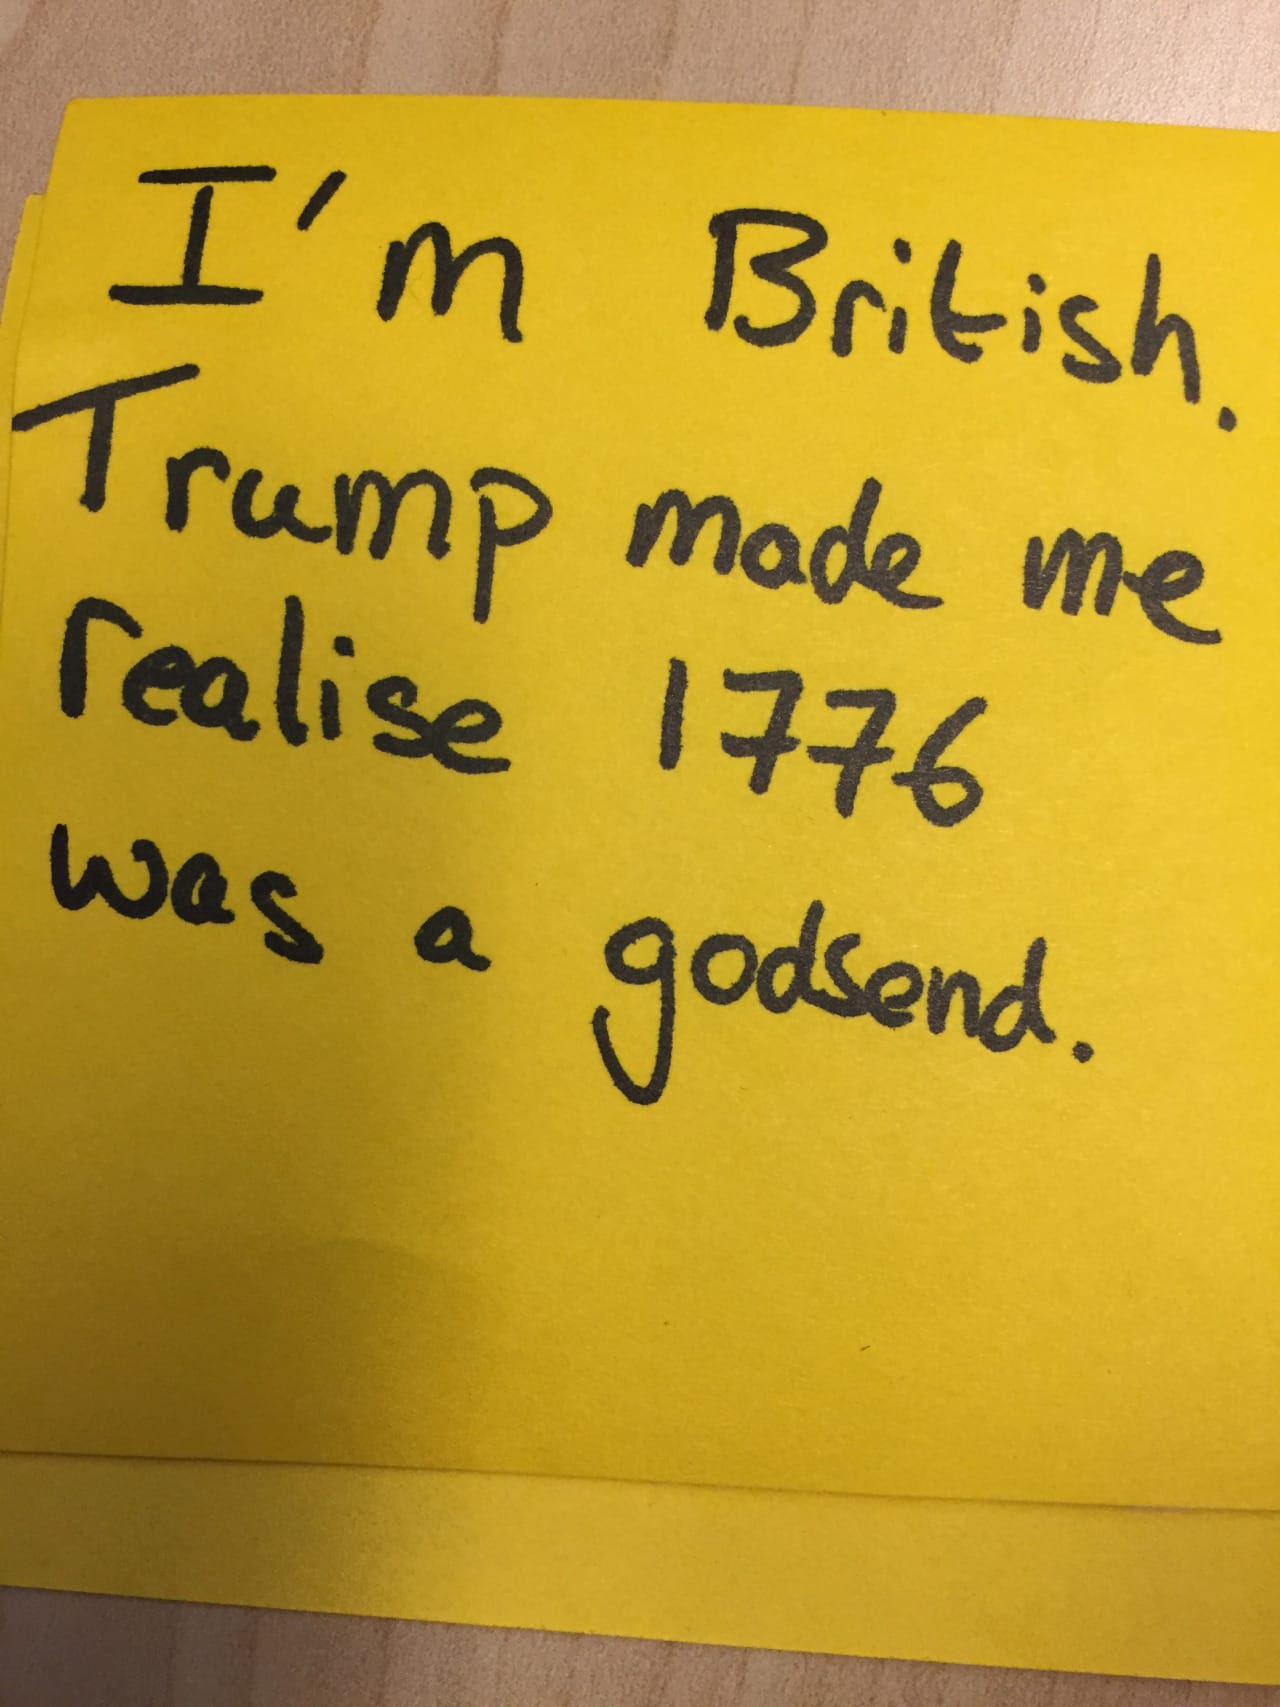 I'm British.
Trump made me
realise 1776
was a godsend.